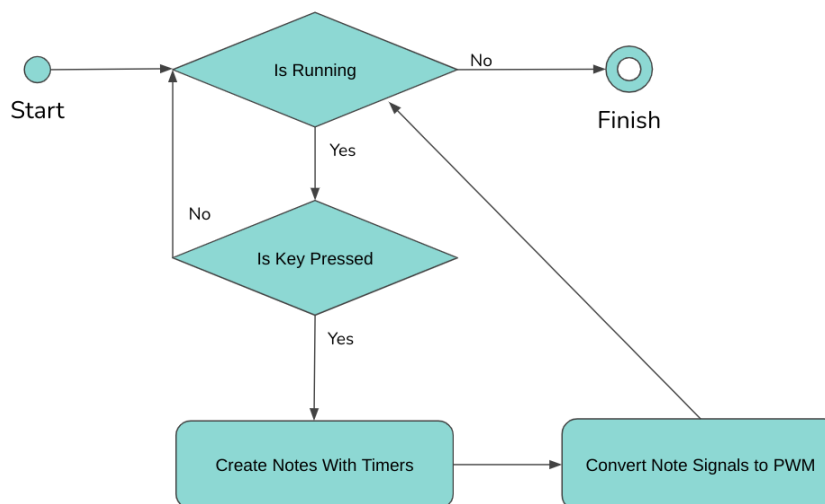 Is Running
No
Start
Finish
Yes
No
Is Key Pressed
Yes
Create Notes With Timers
Convert Note Signals to PWM